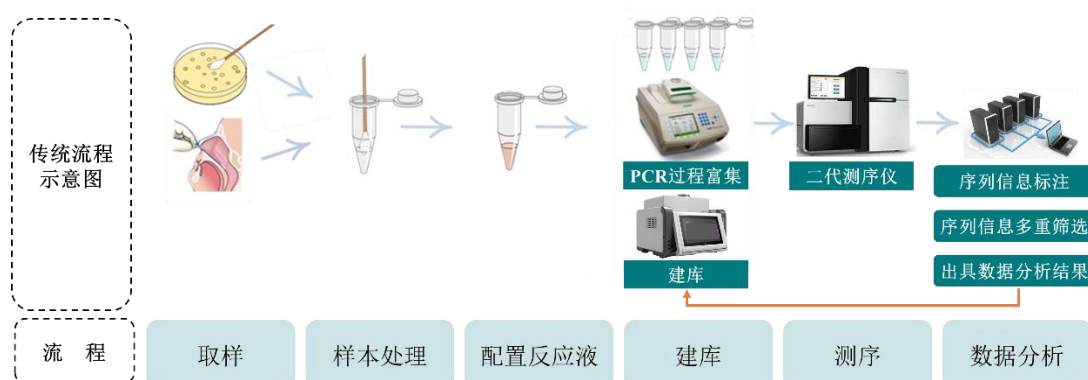 传统流程
示意图
PCR过程富集
建库
二代测序仪
序列信息标注
序列信息多重筛选
出具数据分析结果
流 程
取样
样本处理
配置反应液
建库
测序
数据分析